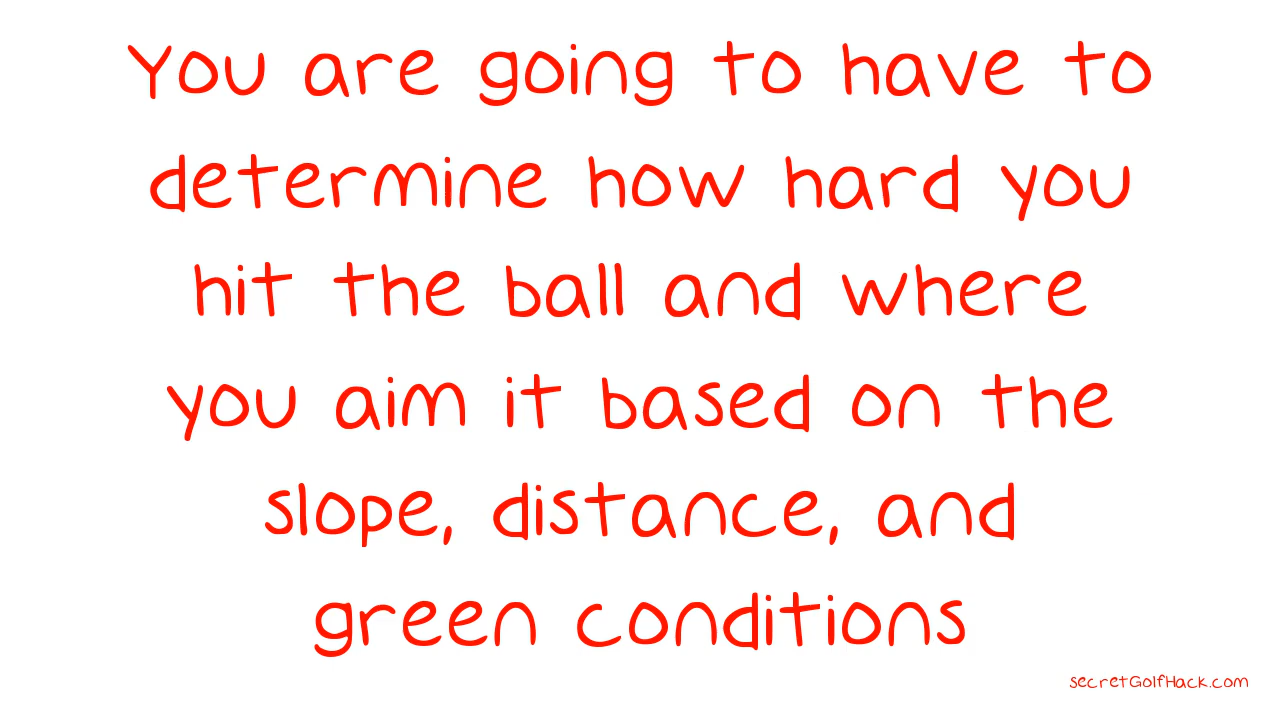 You are going to have to
determine how hard you
hit the ball and where
you aim it based on the
slope, distance, and
green conditions
secretGolfHack.com